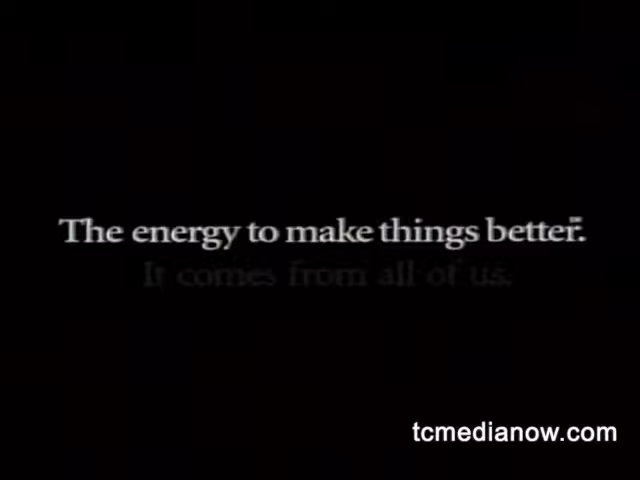 The energy to make things better.
It comes from all of us.
tcmedianow.com